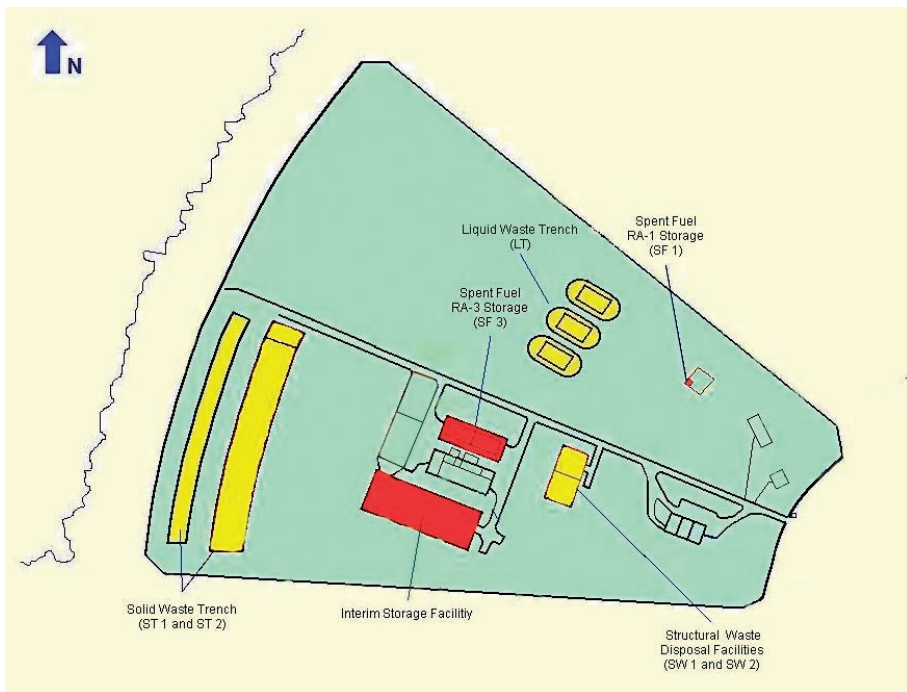 N
Liquid Waste Trench
(LT)
Spent Fuel
RA-1 Storage
(SF 1)
Spent Fuel
RA-3 Storage
(SF 3)
Solid Waste Trench
(ST 1 and ST 2)
Interim Storage Facilitiy
Structural Waste
Disposal Facilities
(SW 1 and SW 2)